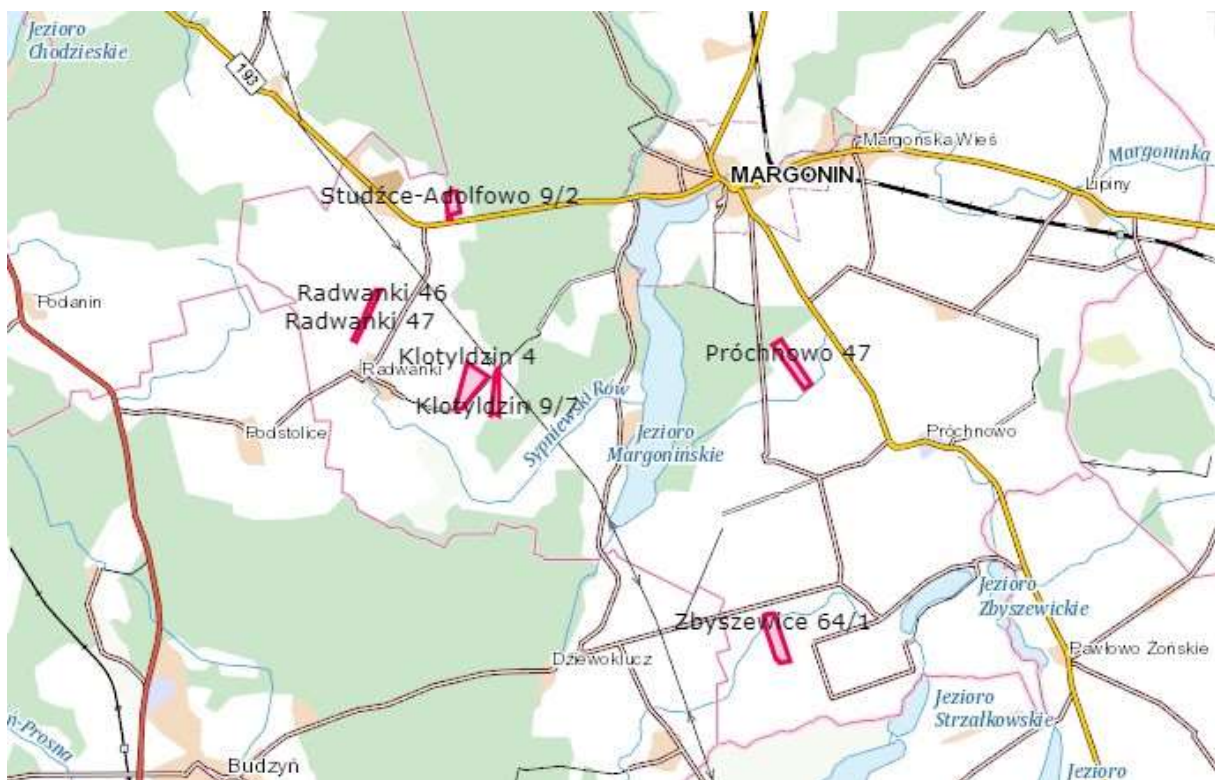 Jezioro
Chodzieskie
193
Margońska Wieś
Margoninka
MARGONIN
Lipiny
Studźce-Adolfowo 9/2
Podanin
Radwanki 46
Radwanki 47
Klotyldzin 4
Próchnowo 47
Radwanki
Klotyldzin 9/7
Sypniewski Rów
Podstolice
Jezioro
Margonińskie
Próchnowo
Jezioro
Zbyszewickie
Zbyszewice 64/1
Dziewoklucz
Pawłowo Żońskie
Jezioro
Strzałkowskie
ń-Prosna
Budzyń
Jezioro